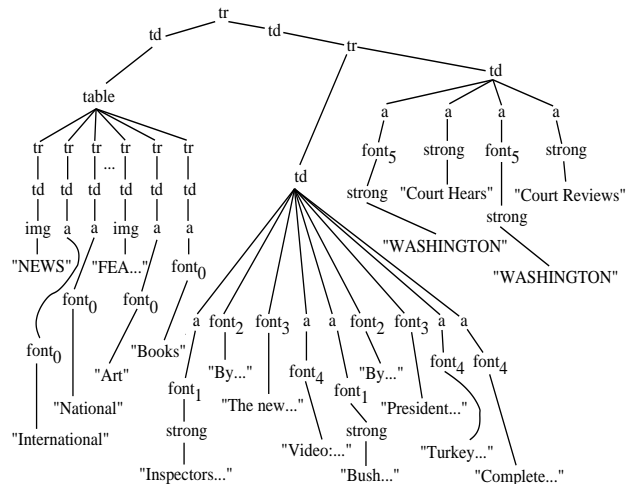 tr
td td tr
table td
tr tr tr ... tr tr tr
td td td td td td
img a a img a a
"NEWS" "FEA..." font0
font0 font0
font0
"Books"
"Art"
"National"
"International"
td
a font2 font3 a a font2 font3 a a
"By..." "By..." font4 font4
font1 font4 font1
"The new..." "President..."
strong strong
"Video:..." "Turkey..."
"Inspectors..." "Bush..." "Complete..."
a a a a
font5 strong font5 strong
strong "Court Hears" "Court Reviews"
strong
"WASHINGTON"
"WASHINGTON"